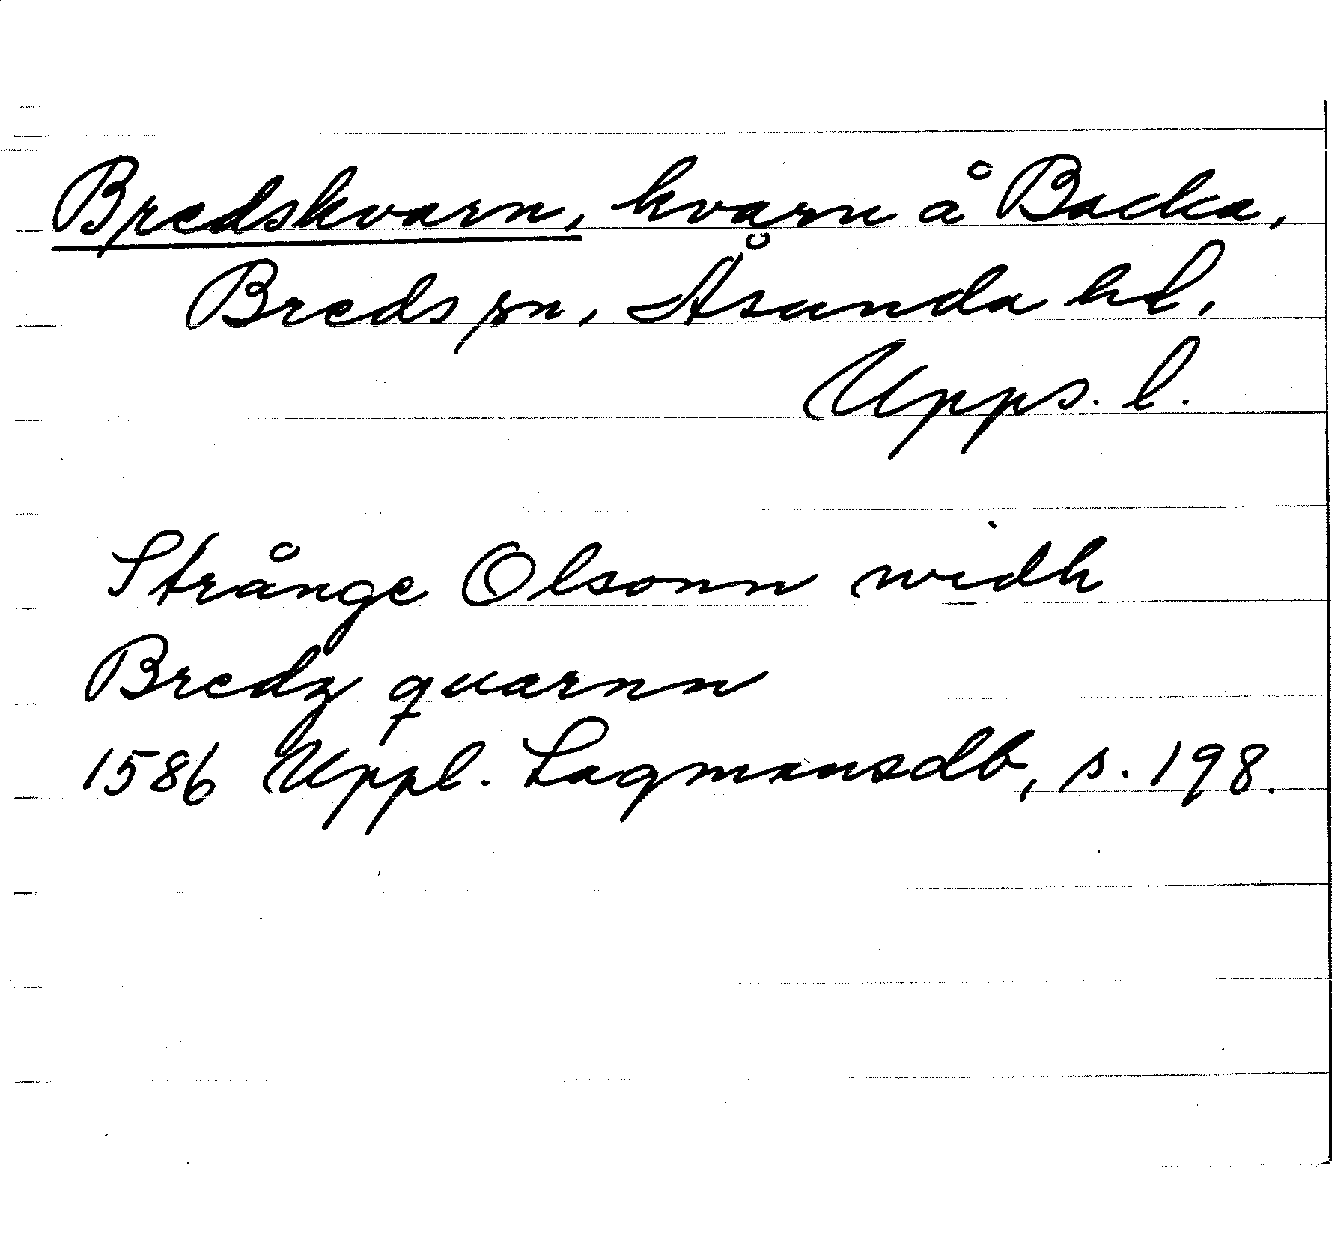 Bredskvarn, kvarn å Backa,
Breds sn, Åsunda hd,
Upps. l.
Strånge Olsonn widh
Bredz quarnn
1586 Uppl. Lagmansdb, s. 198.